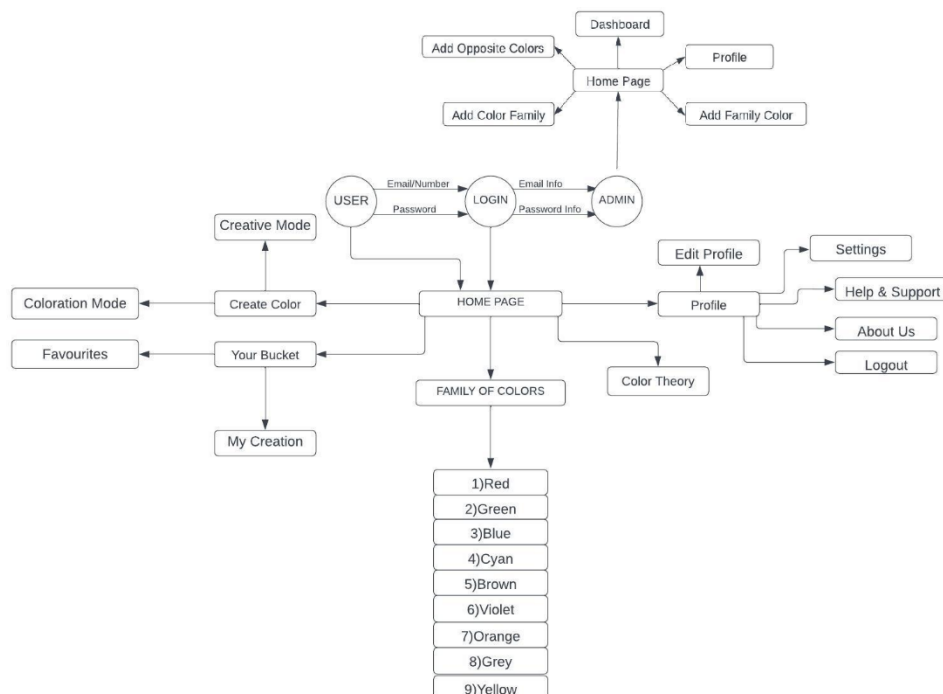 Dashboard
Add Opposite Colors
Profile
Home Page
Add Color Family
Add Family Color
Email/Number
Email Info
USER
LOGIN
ADMIN
Password
Password Info
Creative Mode
Edit Profile
Settings
Coloration Mode
Create Color
HOME PAGE
Profile
Help & Support
About Us
Favourites
Your Bucket
Logout
Color Theory
FAMILY OF COLORS
My Creation
1)Red
2)Green
3)Blue
4)Cyan
5)Brown
6)Violet
7)Orange
8)Grey
9)Yellow